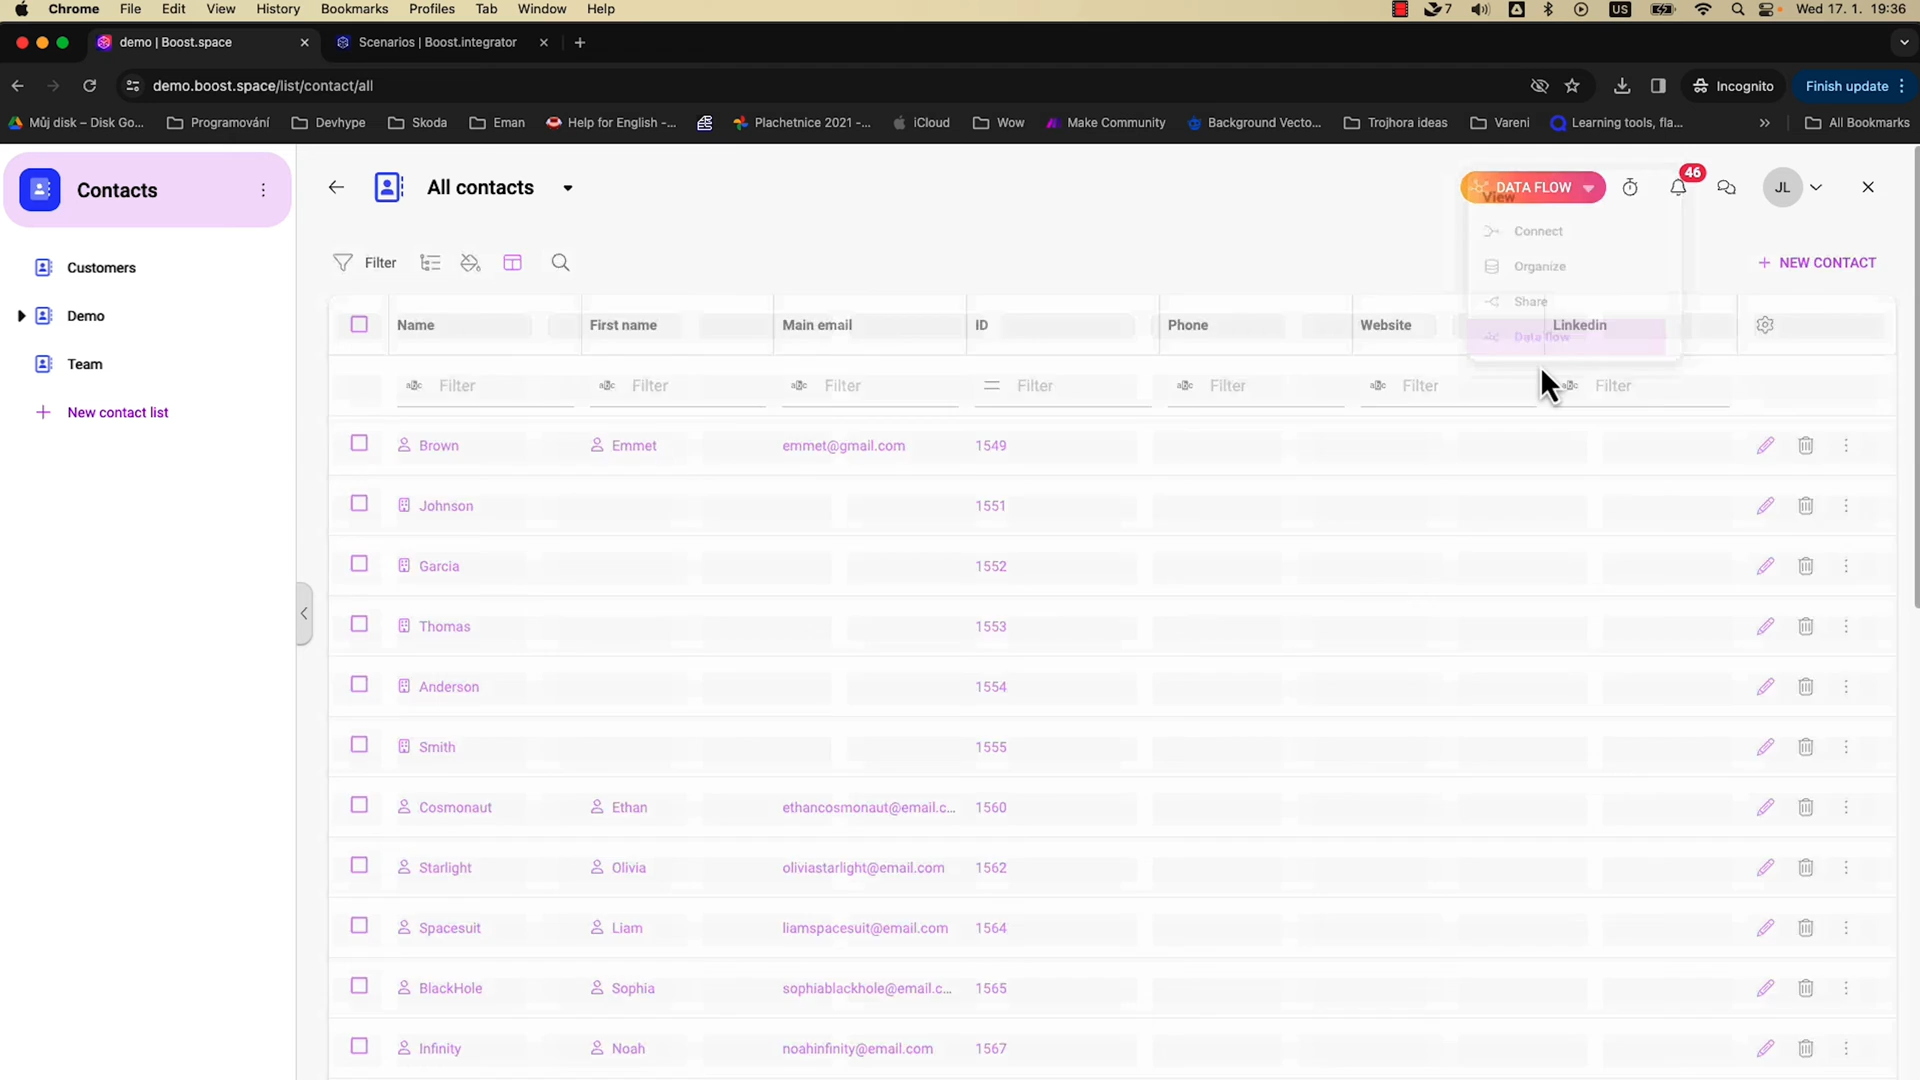 Chrome File Edit View History Bookmarks Profiles Tab Window Help 7 US Wed 17. 1. 19:36
demo | Boost.space Scenarios | Boost.integrator
demo.boost.space/list/contact/all Incognito Finish update
Můj disk – Disk Go... Programování Devhype Skoda Eman Help for English -... Plachetnice 2021 -... iCloud Wow Make Community Background Vecto... Trojhora ideas Vareni Learning tools, fla... » All Bookmarks
Contacts
All contacts
DATA FLOW
46
JL
View
Connect
Organize
Share
Data flow
Customers
Demo
Team
New contact list
Filter
NEW CONTACT
Name First name Main email ID Phone Website Linkedin
Filter Filter Filter Filter Filter Filter Filter
Brown Emmet emmet@gmail.com 1549
Johnson 1551
Garcia 1552
Thomas 1553
Anderson 1554
Smith 1555
Cosmonaut Ethan ethancosmonaut@email.c... 1560
Starlight Olivia oliviastarlight@email.com 1562
Spacesuit Liam liamspacesuit@email.com 1564
BlackHole Sophia sophiablackhole@email.c... 1565
Infinity Noah noahinfinity@email.com 1567